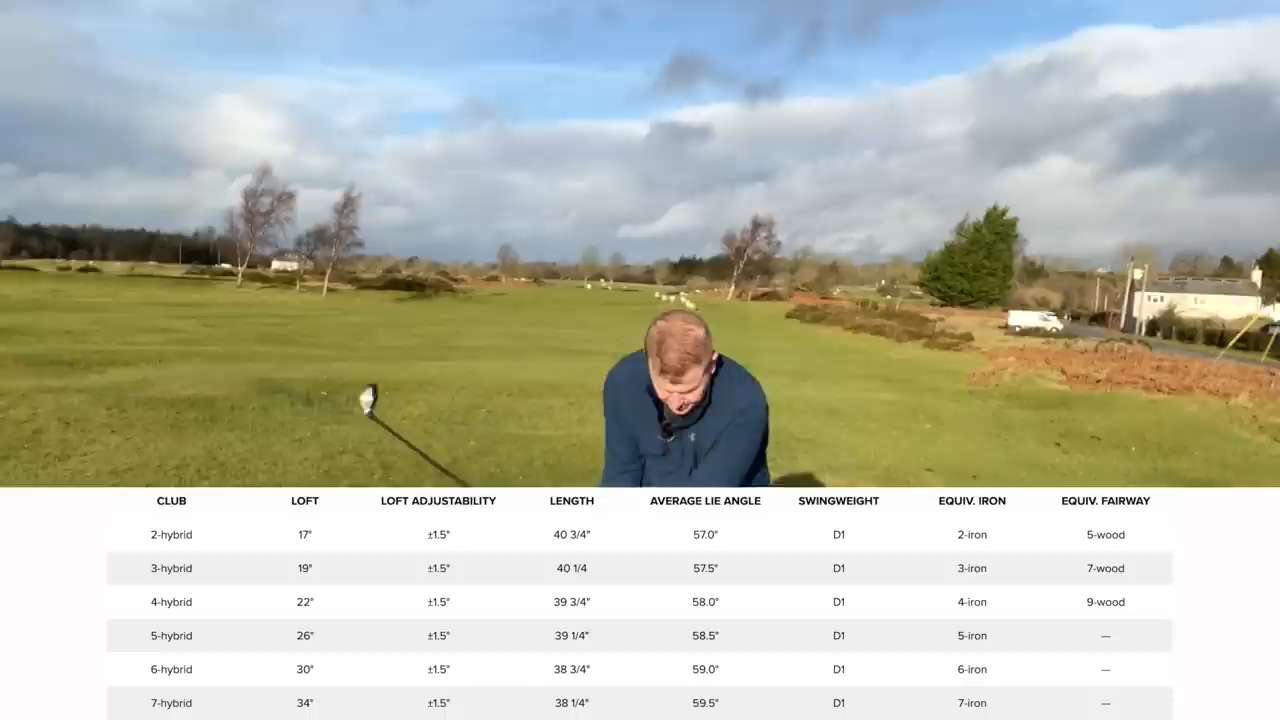 CLUB LOFT LOFT ADJUSTABILITY LENGTH AVERAGE LIE ANGLE SWINGWEIGHT EQUIV. IRON EQUIV. FAIRWAY
2-hybrid 17° ±1.5° 40 3/4" 57.0° D1 2-iron 5-wood
3-hybrid 19° ±1.5° 40 1/4 57.5° D1 3-iron 7-wood
4-hybrid 22° ±1.5° 39 3/4" 58.0° D1 4-iron 9-wood
5-hybrid 26° ±1.5° 39 1/4" 58.5° D1 5-iron —
6-hybrid 30° ±1.5° 38 3/4" 59.0° D1 6-iron —
7-hybrid 34° ±1.5° 38 1/4" 59.5° D1 7-iron —